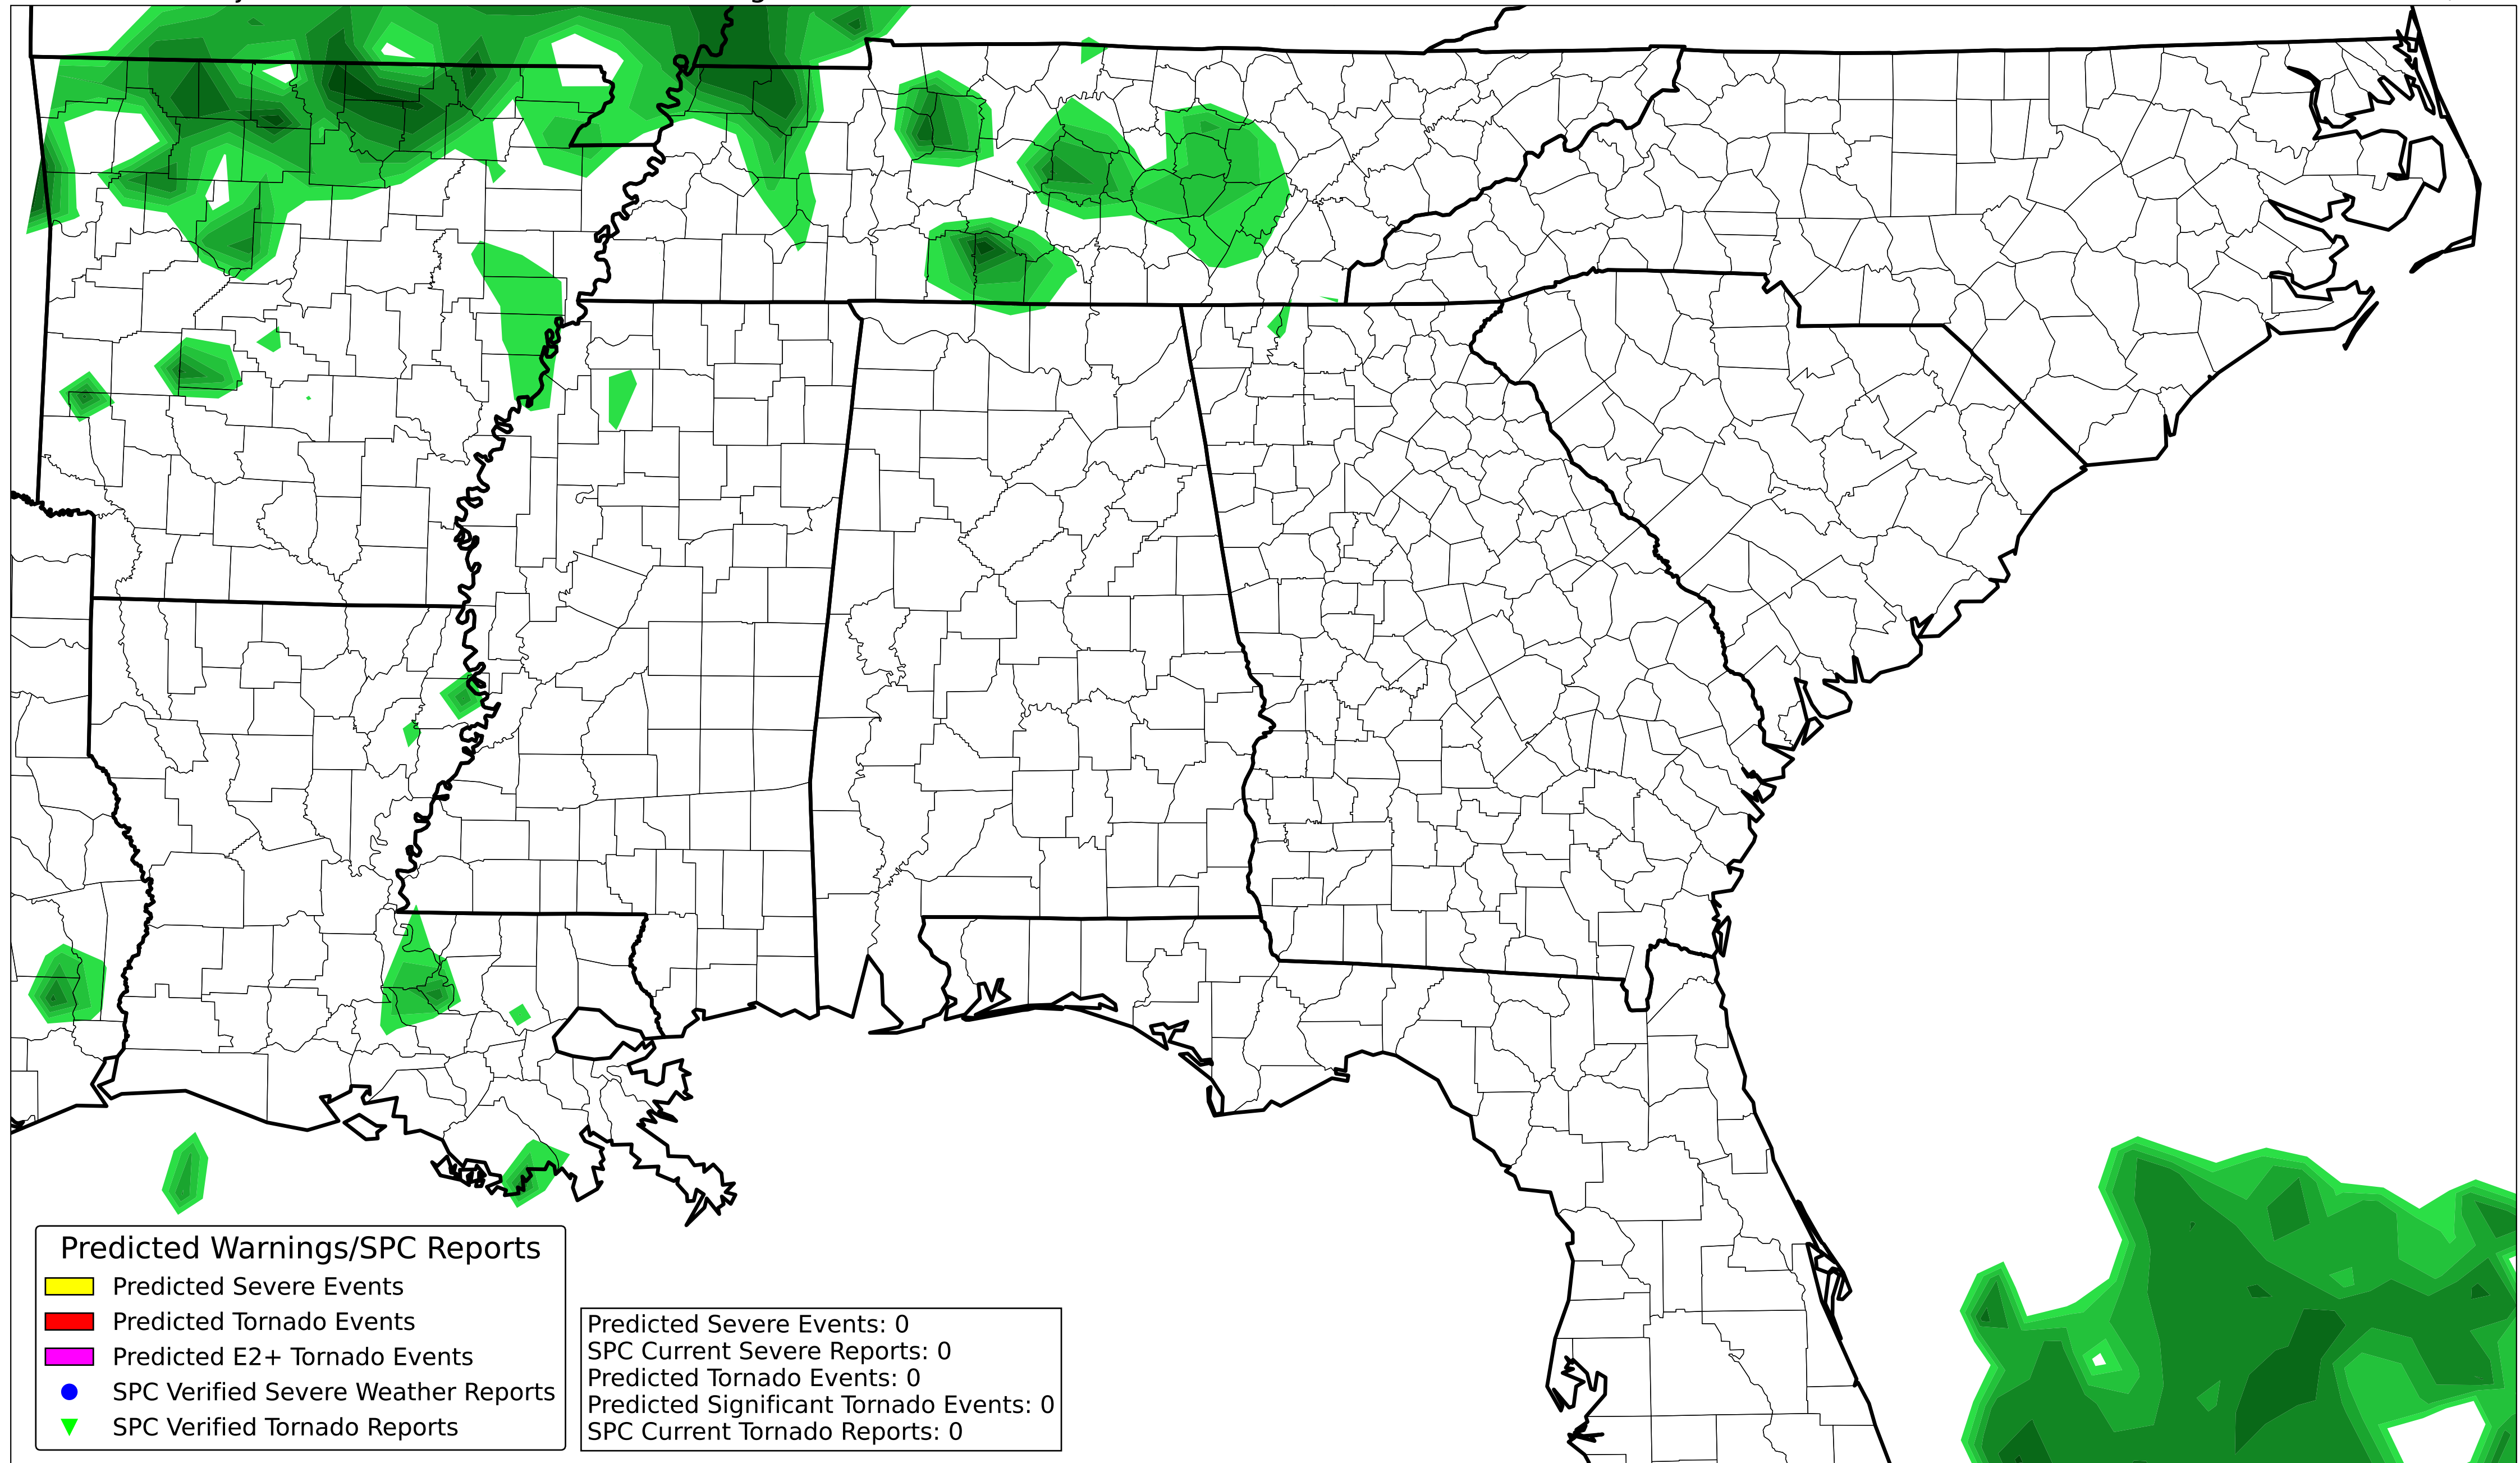 Predicted Warnings/SPC Reports
Predicted Severe Events
Predicted Tornado Events
Predicted E2+ Tornado Events
SPC Verified Severe Weather Reports
SPC Verified Tornado Reports
Predicted Severe Events: 0
SPC Current Severe Reports: 0
Predicted Tornado Events: 0
Predicted Significant Tornado Events: 0
SPC Current Tornado Reports: 0